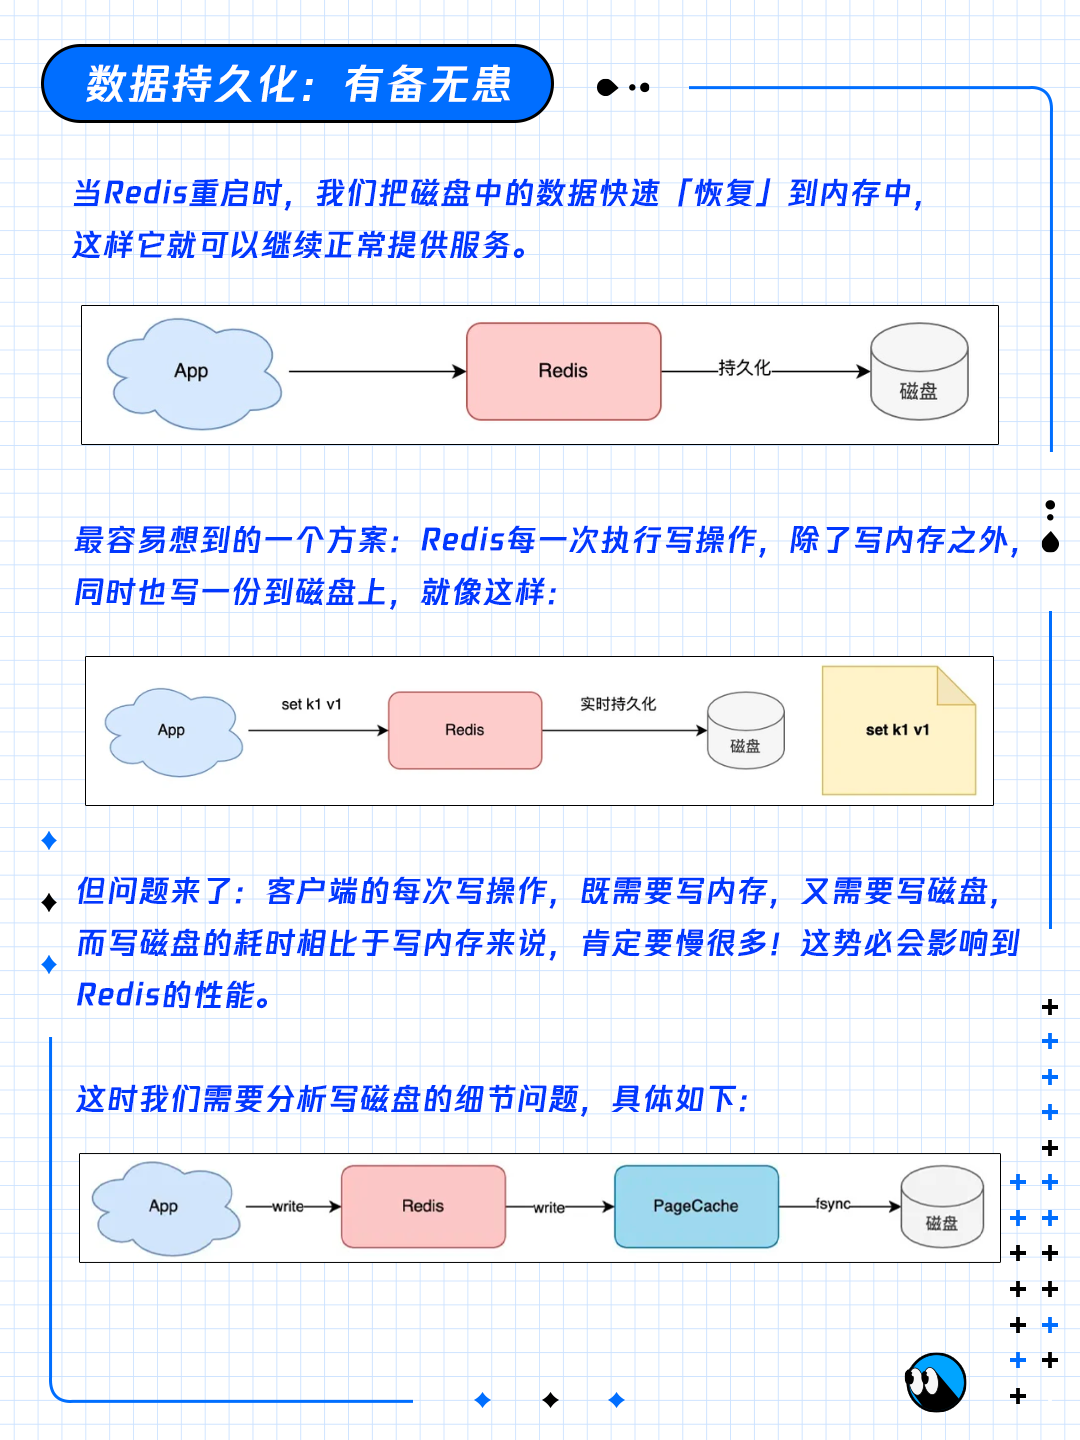 数据持久化：有备无患
当Redis重启时，我们把磁盘中的数据快速「恢复」到内存中，
这样它就可以继续正常提供服务。
App
Redis
持久化
磁盘
最容易想到的一个方案：Redis每一次执行写操作，除了写内存之外，
同时也写一份到磁盘上，就像这样：
App
set k1 v1
Redis
实时持久化
磁盘
set k1 v1
但问题来了：客户端的每次写操作，既需要写内存，又需要写磁盘，
而写磁盘的耗时相比于写内存来说，肯定要慢很多！这势必会影响到
Redis的性能。
这时我们需要分析写磁盘的细节问题，具体如下：
App
write
Redis
write
PageCache
fsync
磁盘